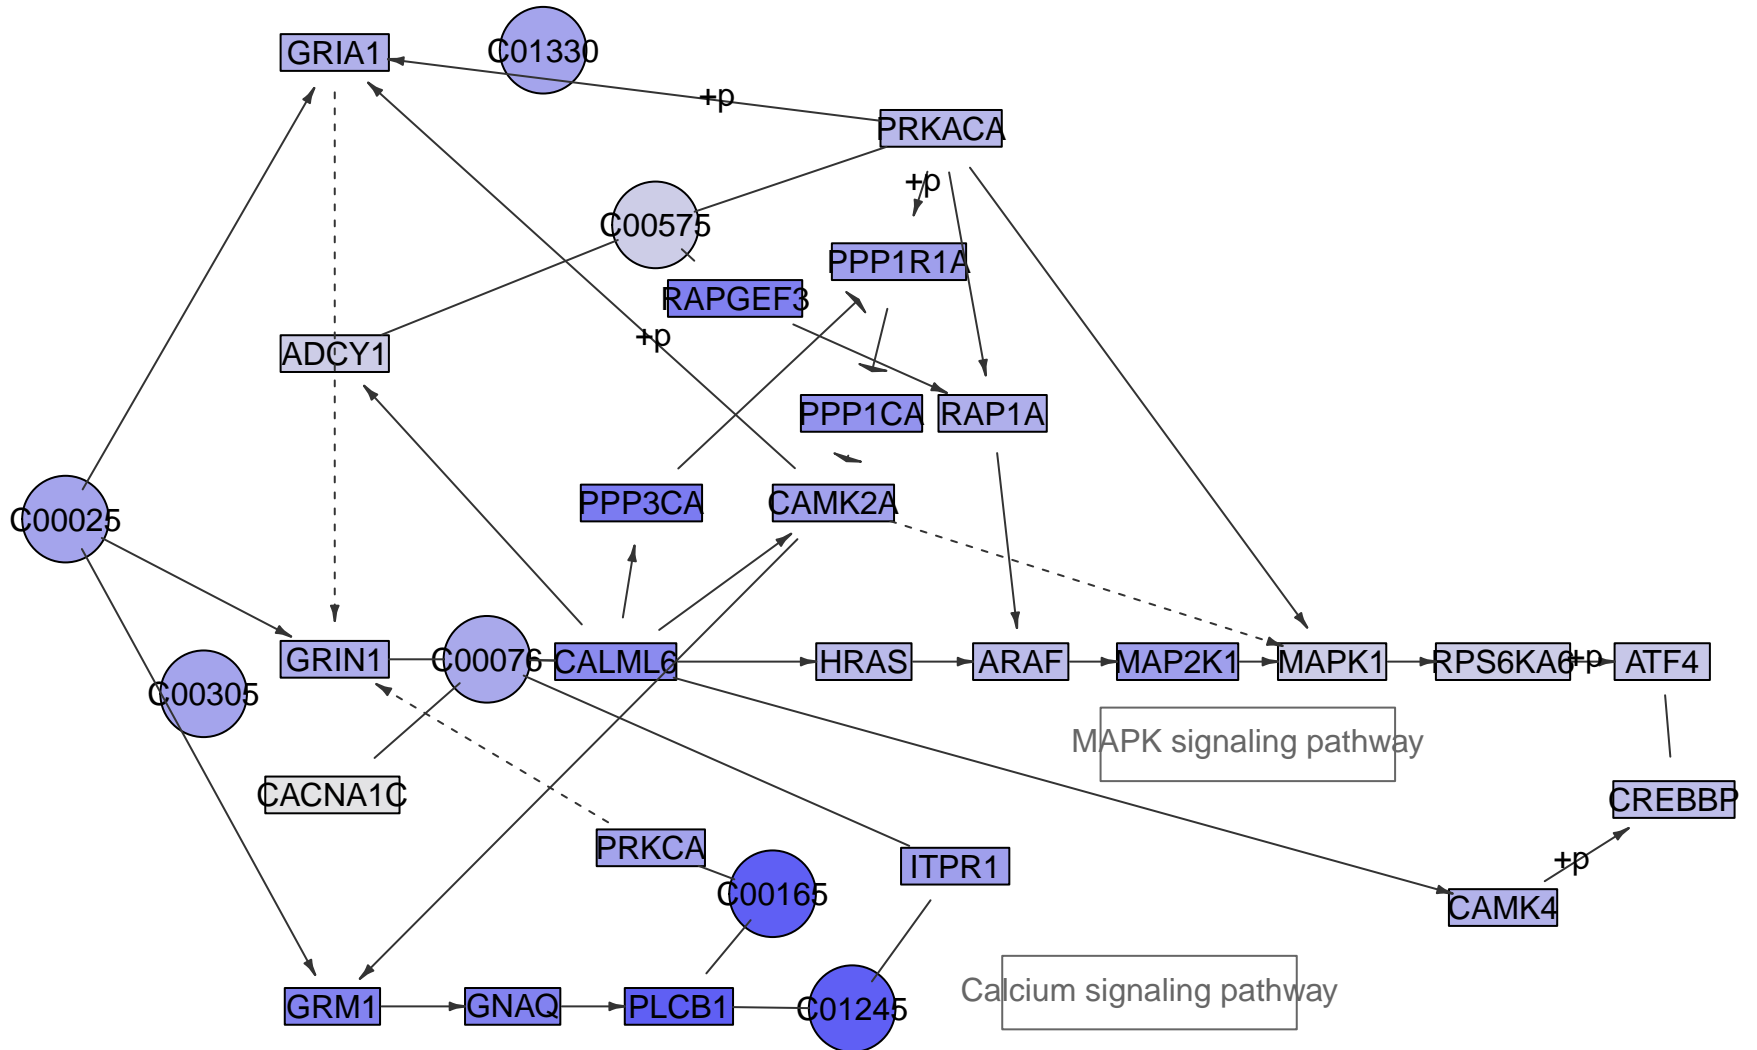 GRIA1
C01330
+p
PRKACA
+p
C00575
PPP1R1A
RAPGEF3
+p
ADCY1
PPP1CA
RAP1A
PPP3CA
CAMK2A
C00025
GRIN1
C00076
CALML6
HRAS
ARAF
MAP2K1
MAPK1
RPS6KA6
+p
ATF4
C00305
MAPK signaling pathway
CACNA1C
CREBBP
PRKCA
ITPR1
+p
C00165
CAMK4
Calcium signaling pathway
GRM1
GNAQ
PLCB1
C01245